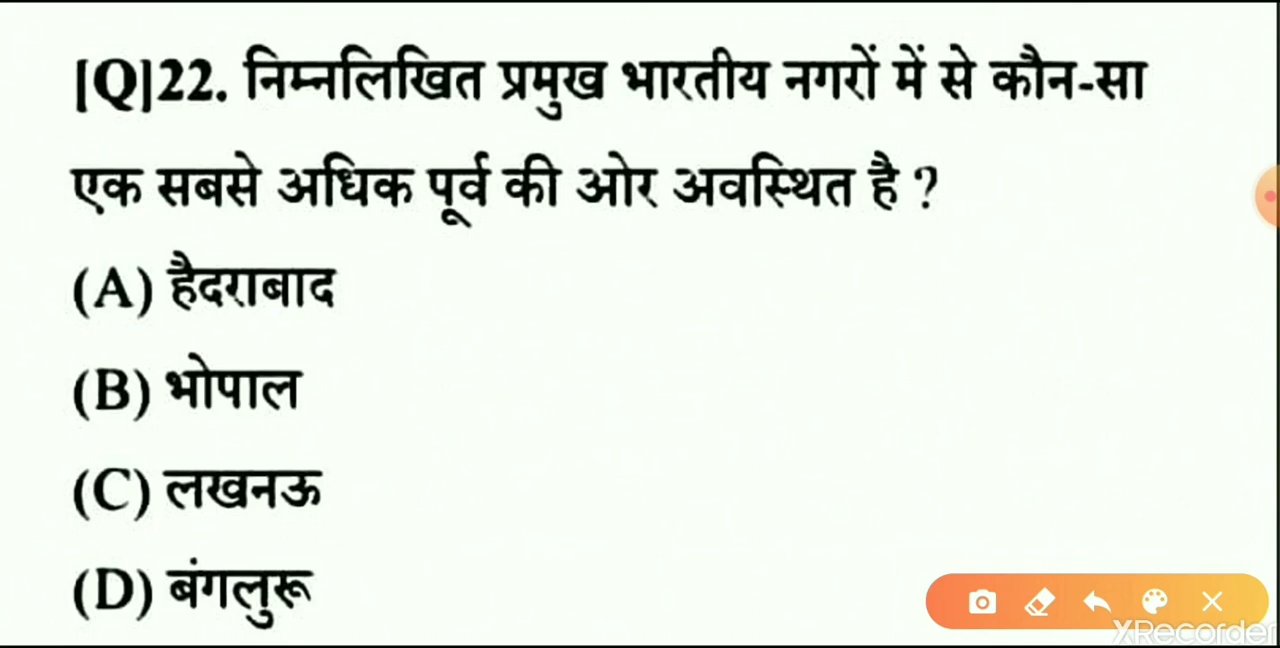 [Q]22. निम्नलिखित प्रमुख भारतीय नगरों में से कौन-सा
एक सबसे अधिक पूर्व की ओर अवस्थित है ?
(A) हैदराबाद
(B) भोपाल
(C) लखनऊ
(D) बंगलुरू
XRecorder